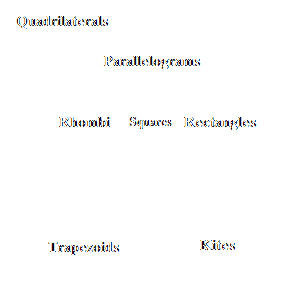 Quadrilaterals
Parallelograms
Rhombi Squares Rectangles
Trapezoids Kites